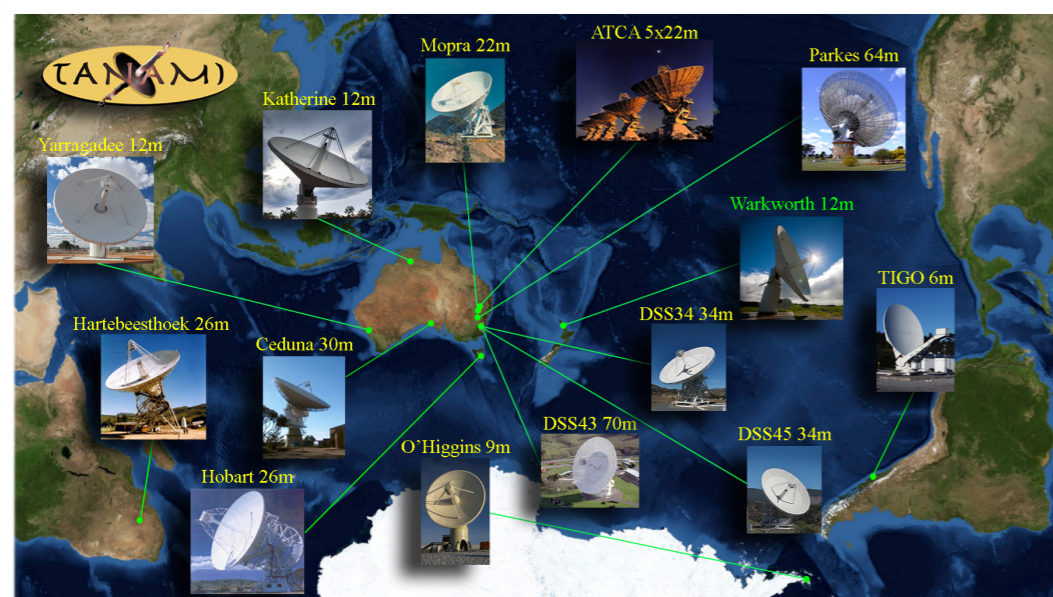 TANAMI
Mopra 22m
ATCA 5x22m
Parkes 64m
Katherine 12m
Yarragadee 12m
Warkworth 12m
TIGO 6m
DSS34 34m
Hartebeesthoek 26m
Ceduna 30m
DSS43 70m
DSS45 34m
O’Higgins 9m
Hobart 26m